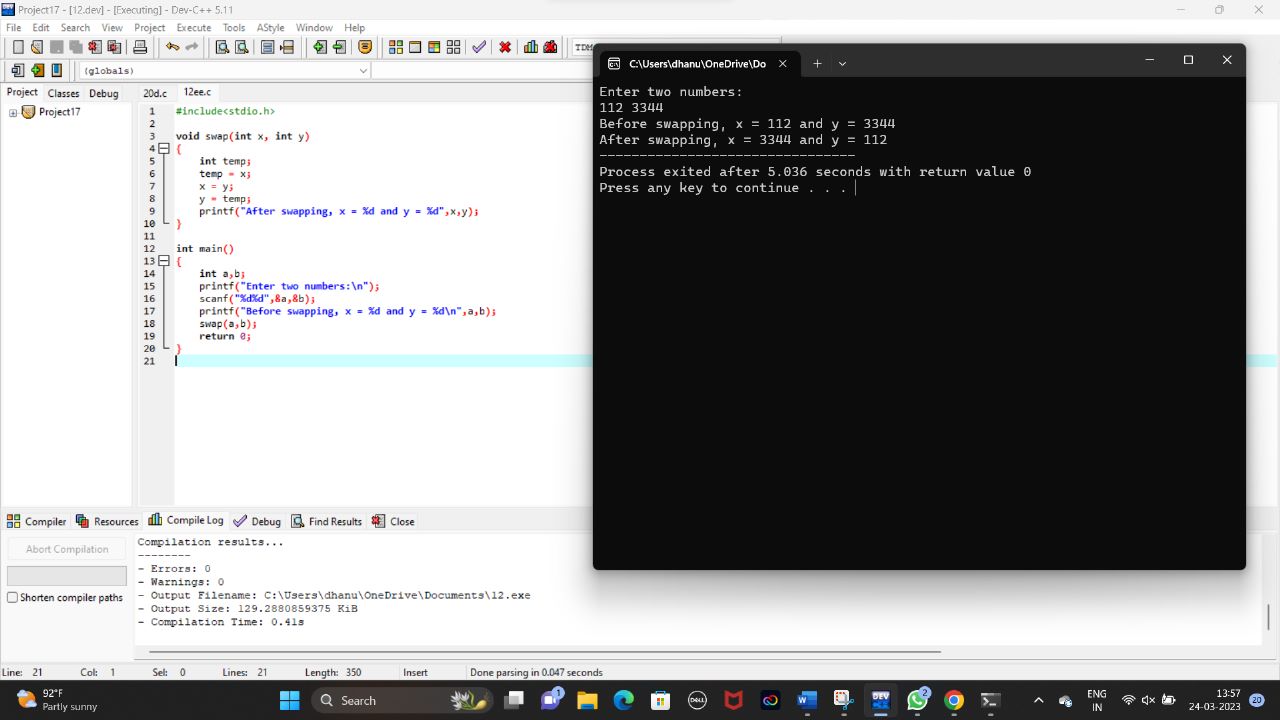 Project17 - [12.dev] - [Executing] - Dev-C++ 5.11
File Edit Search View Project Execute Tools AStyle Window Help
TDM
(globals)
Project Classes Debug
20d.c 12ee.c
Project17
1 #include<stdio.h>
2
3 void swap(int x, int y)
4 {
5 int temp;
6 temp = x;
7 x = y;
8 y = temp;
9 printf("After swapping, x = %d and y = %d",x,y);
10 }
11
12 int main()
13 {
14 int a,b;
15 printf("Enter two numbers:\n");
16 scanf("%d%d",&a,&b);
17 printf("Before swapping, x = %d and y = %d\n",a,b);
18 swap(a,b);
19 return 0;
20 }
21
C:\Users\dhanu\OneDrive\Do
Enter two numbers:
112 3344
Before swapping, x = 112 and y = 3344
After swapping, x = 3344 and y = 112
--------------------------------
Process exited after 5.036 seconds with return value 0
Press any key to continue . . .
Compiler Resources Compile Log Debug Find Results Close
Abort Compilation
Shorten compiler paths
Compilation results...
--------
- Errors: 0
- Warnings: 0
- Output Filename: C:\Users\dhanu\OneDrive\Documents\12.exe
- Output Size: 129.2880859375 KiB
- Compilation Time: 0.41s
Line: 21 Col: 1 Sel: 0 Lines: 21 Length: 350 Insert Done parsing in 0.047 seconds
92°F
Partly sunny
Search
1
DELL
DEV
2
ENG
IN
13:57
24-03-2023
20